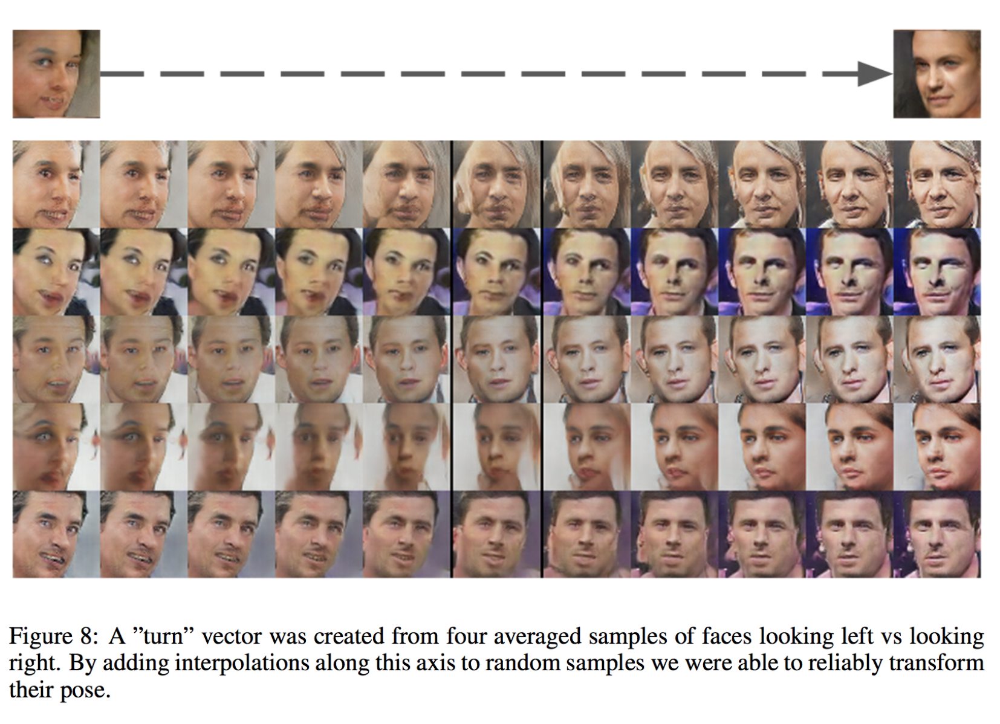 Figure 8: A ”turn” vector was created from four averaged samples of faces looking left vs looking
right. By adding interpolations along this axis to random samples we were able to reliably transform
their pose.